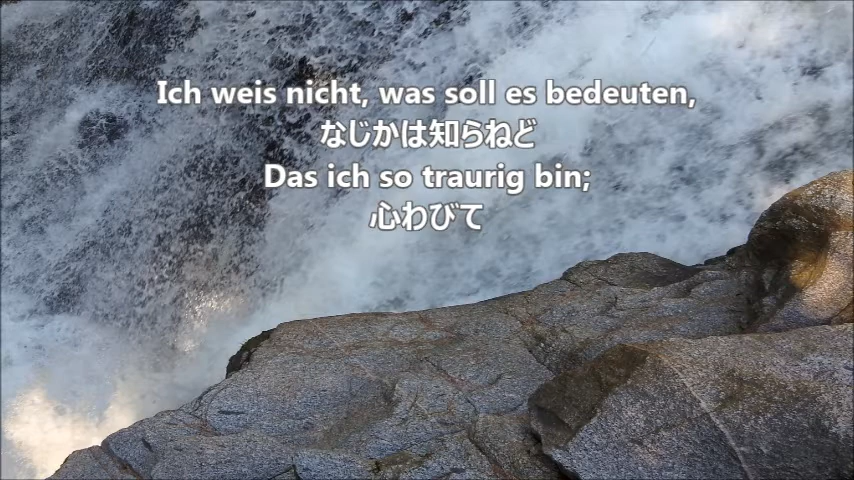 Ich weis nicht, was soll es bedeuten,
なじかは知らねど
Das ich so traurig bin;
心わびて